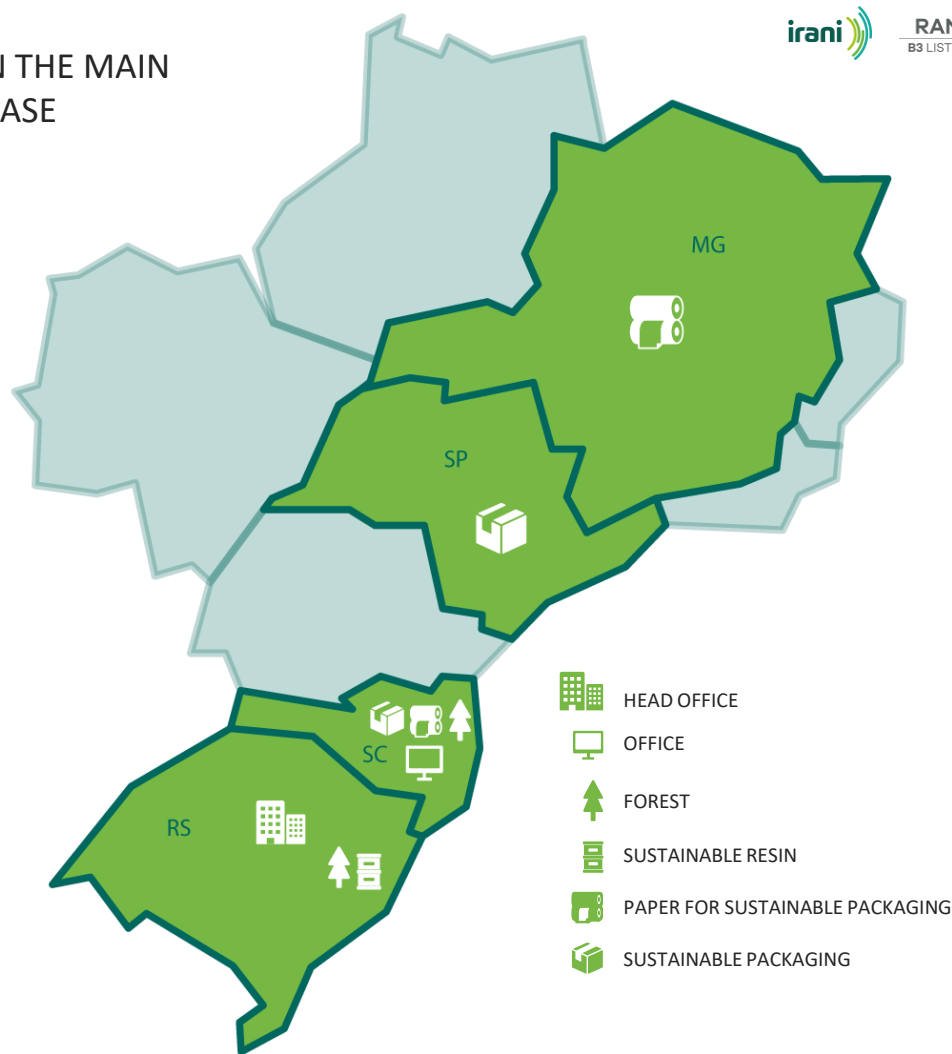 irani
RAN
B3 LIST
N THE MAIN
ASE
MG
SP
SC
RS
HEAD OFFICE
OFFICE
FOREST
SUSTAINABLE RESIN
PAPER FOR SUSTAINABLE PACKAGING
SUSTAINABLE PACKAGING